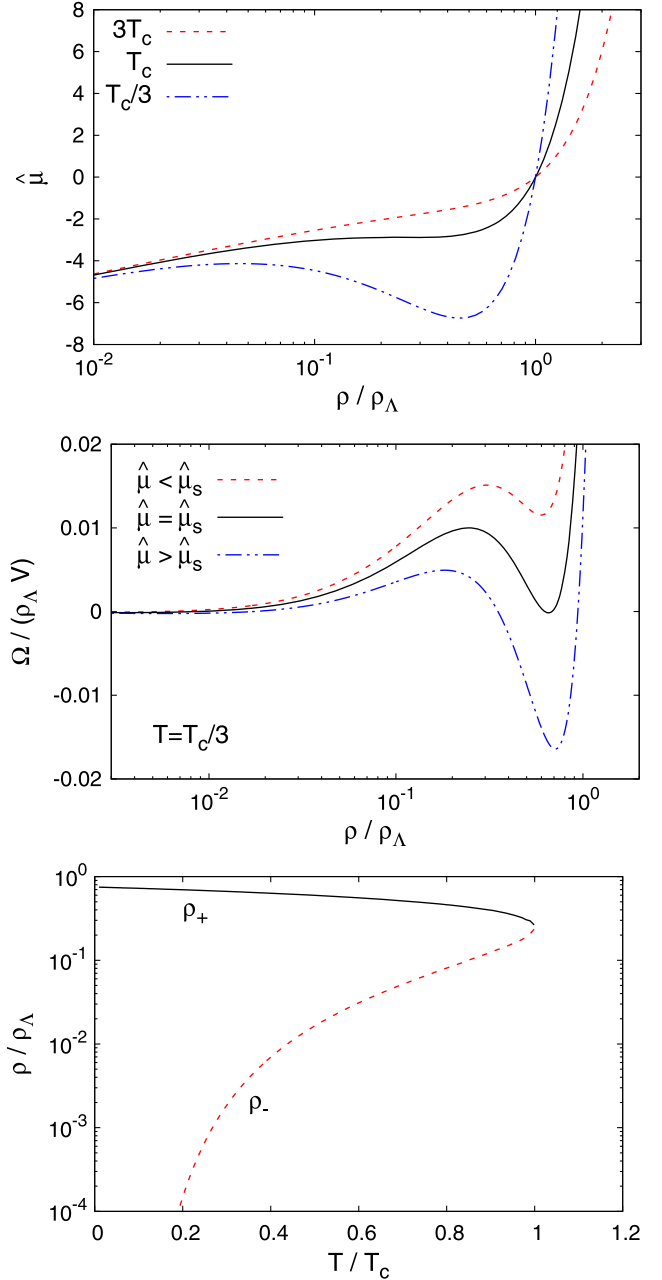 3T_c
T_c
T_c/3
8
6
4
2
0
-2
-4
-6
-8
μ̂
10^-2
10^-1
10^0
ρ / ρ_Λ
μ̂ < μ̂_s
μ̂ = μ̂_s
μ̂ > μ̂_s
0.02
0.01
0
-0.01
-0.02
Ω / (ρ_Λ V)
T=T_c/3
10^-2
10^-1
10^0
ρ / ρ_Λ
10^0
10^-1
10^-2
10^-3
10^-4
ρ / ρ_Λ
ρ_+
ρ_-
0
0.2
0.4
0.6
0.8
1
1.2
T / T_c